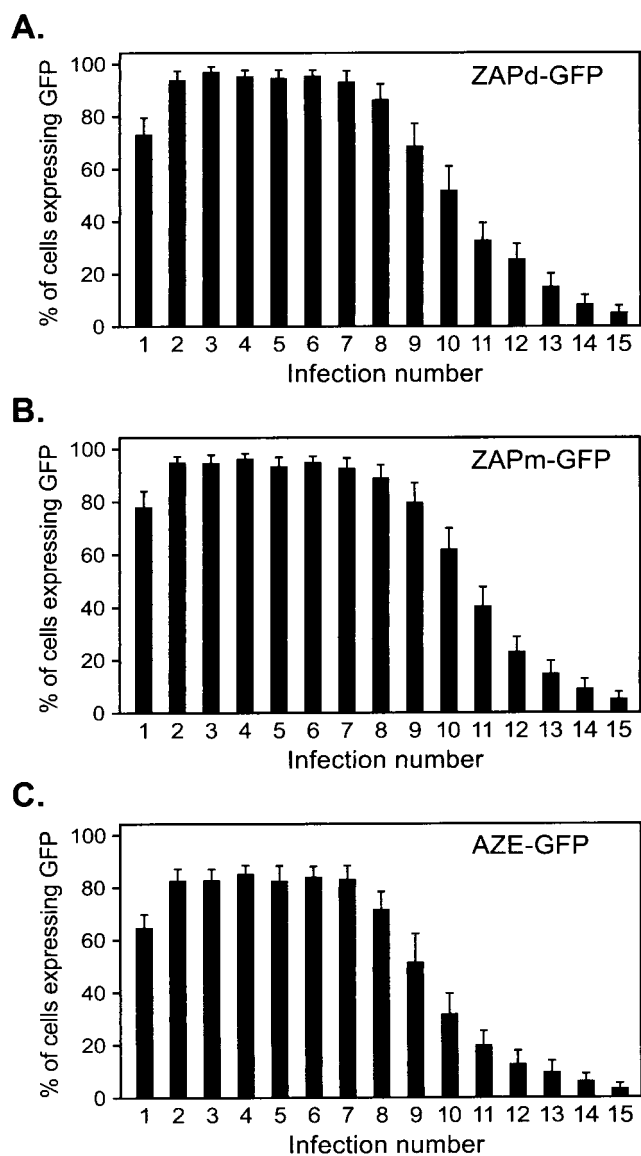 A.
ZAPd-GFP
% of cells expressing GFP
100
80
60
40
20
0
1 2 3 4 5 6 7 8 9 10 11 12 13 14 15
Infection number
B.
ZAPm-GFP
% of cells expressing GFP
100
80
60
40
20
0
1 2 3 4 5 6 7 8 9 10 11 12 13 14 15
Infection number
C.
AZE-GFP
% of cells expressing GFP
100
80
60
40
20
0
1 2 3 4 5 6 7 8 9 10 11 12 13 14 15
Infection number